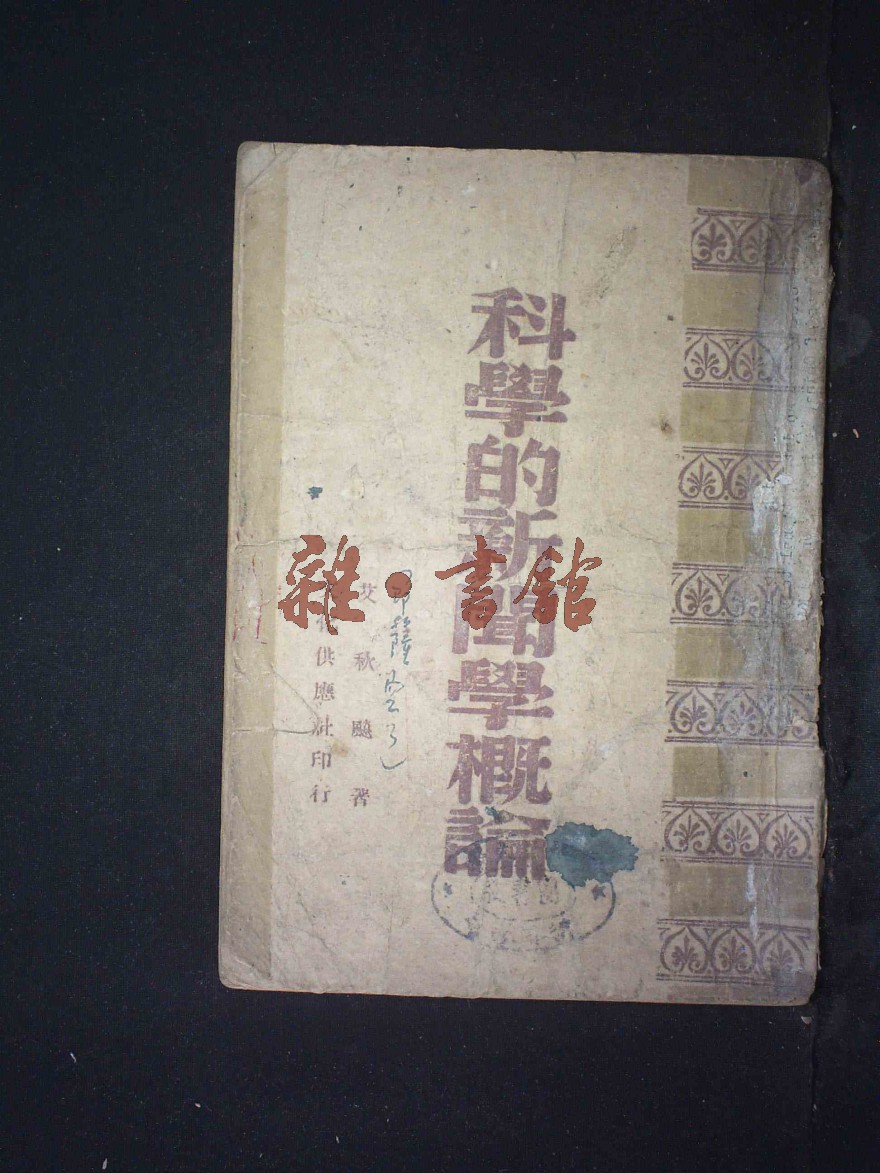 科學的新聞學概論
艾秋飈著
供應社印行
雜·書館